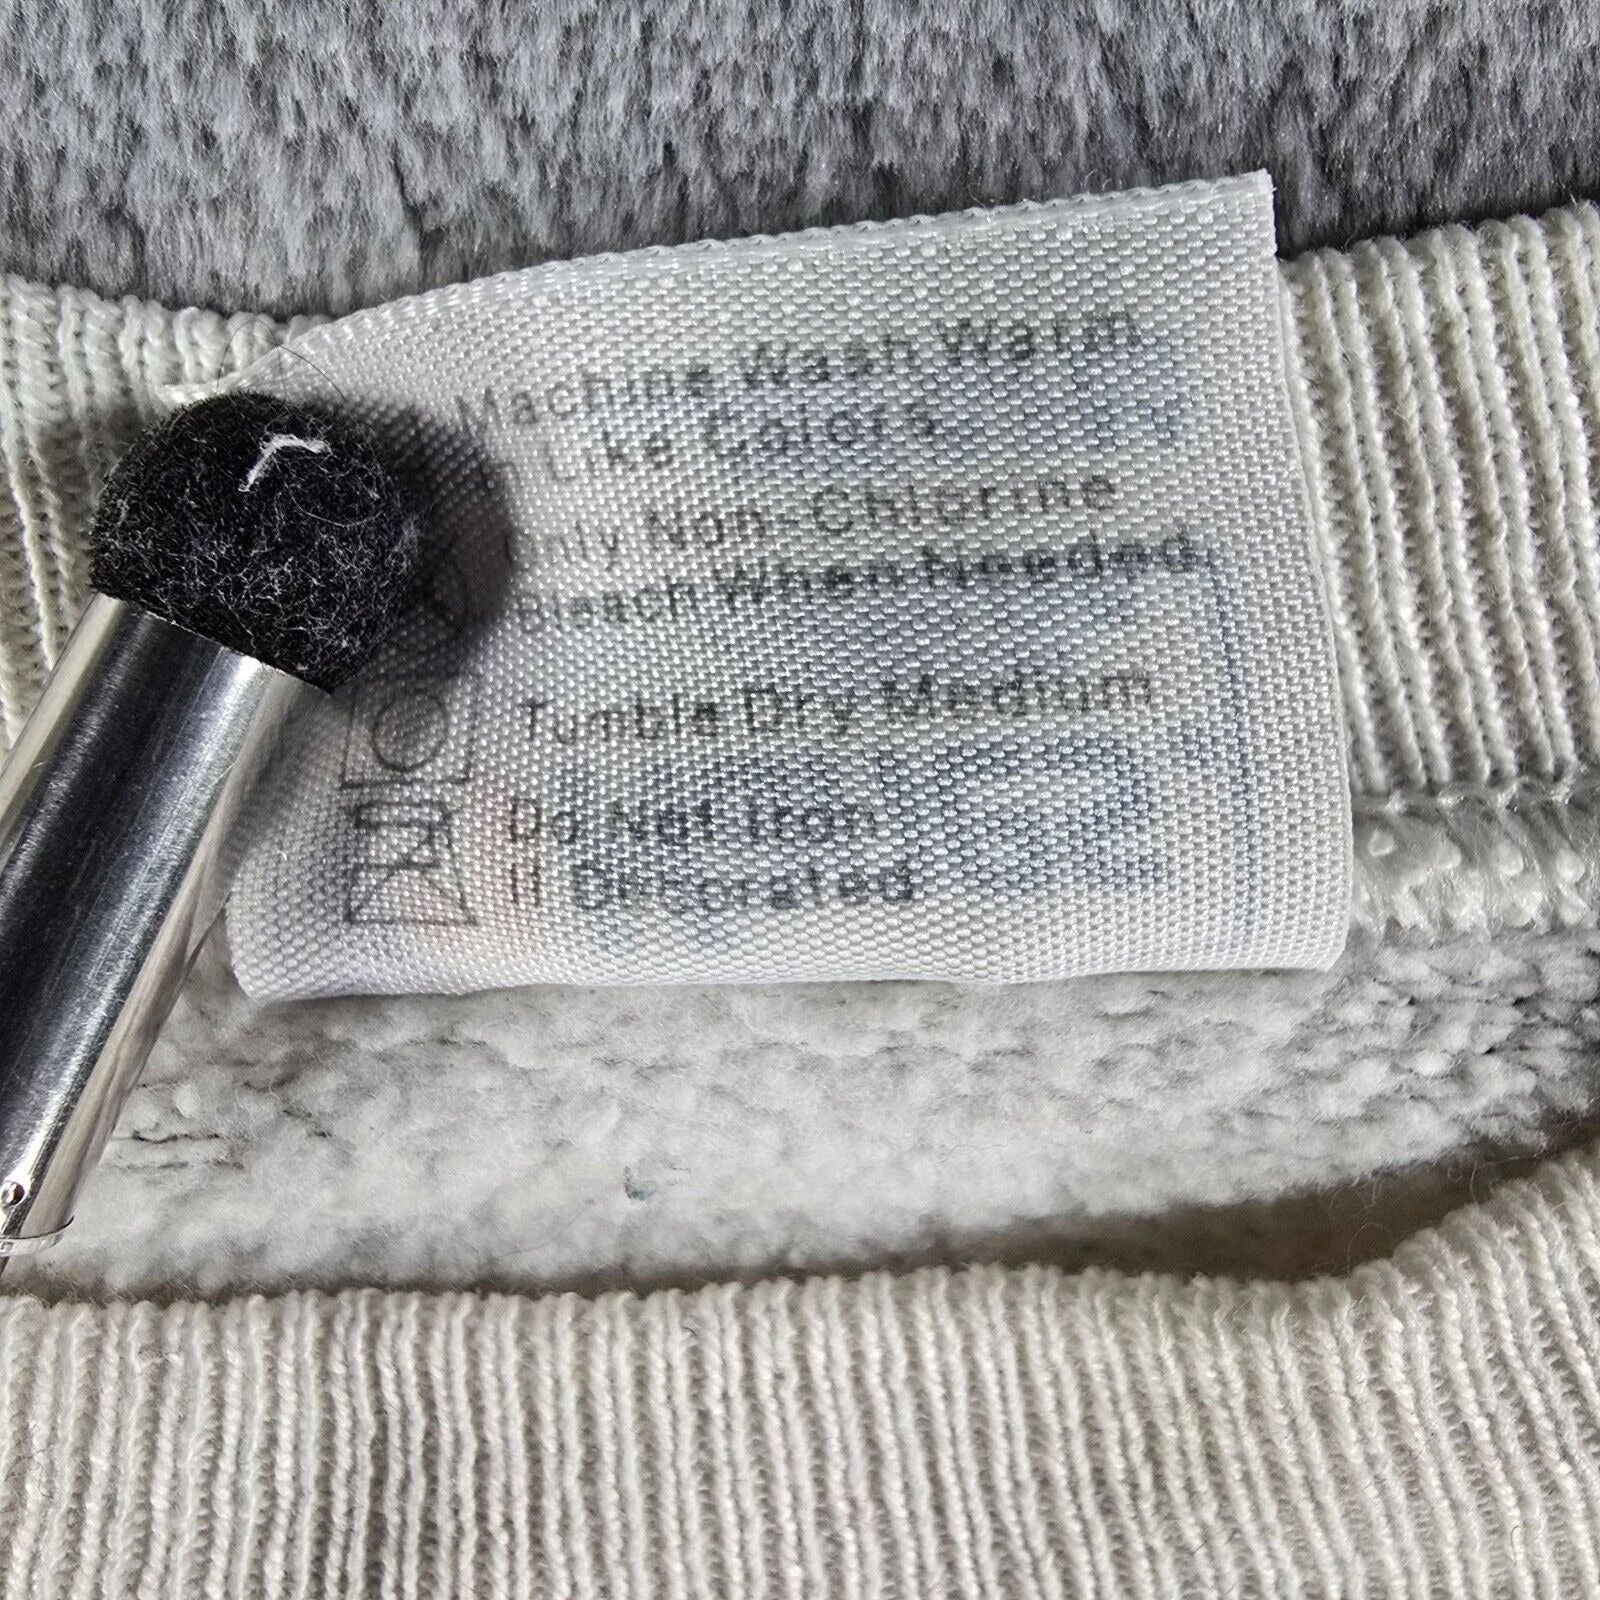 Machine Wash Warm
Like Colors
Only Non-Chlorine
Bleach When Needed
Tumble Dry Medium
Do Not Iron
If Decorated